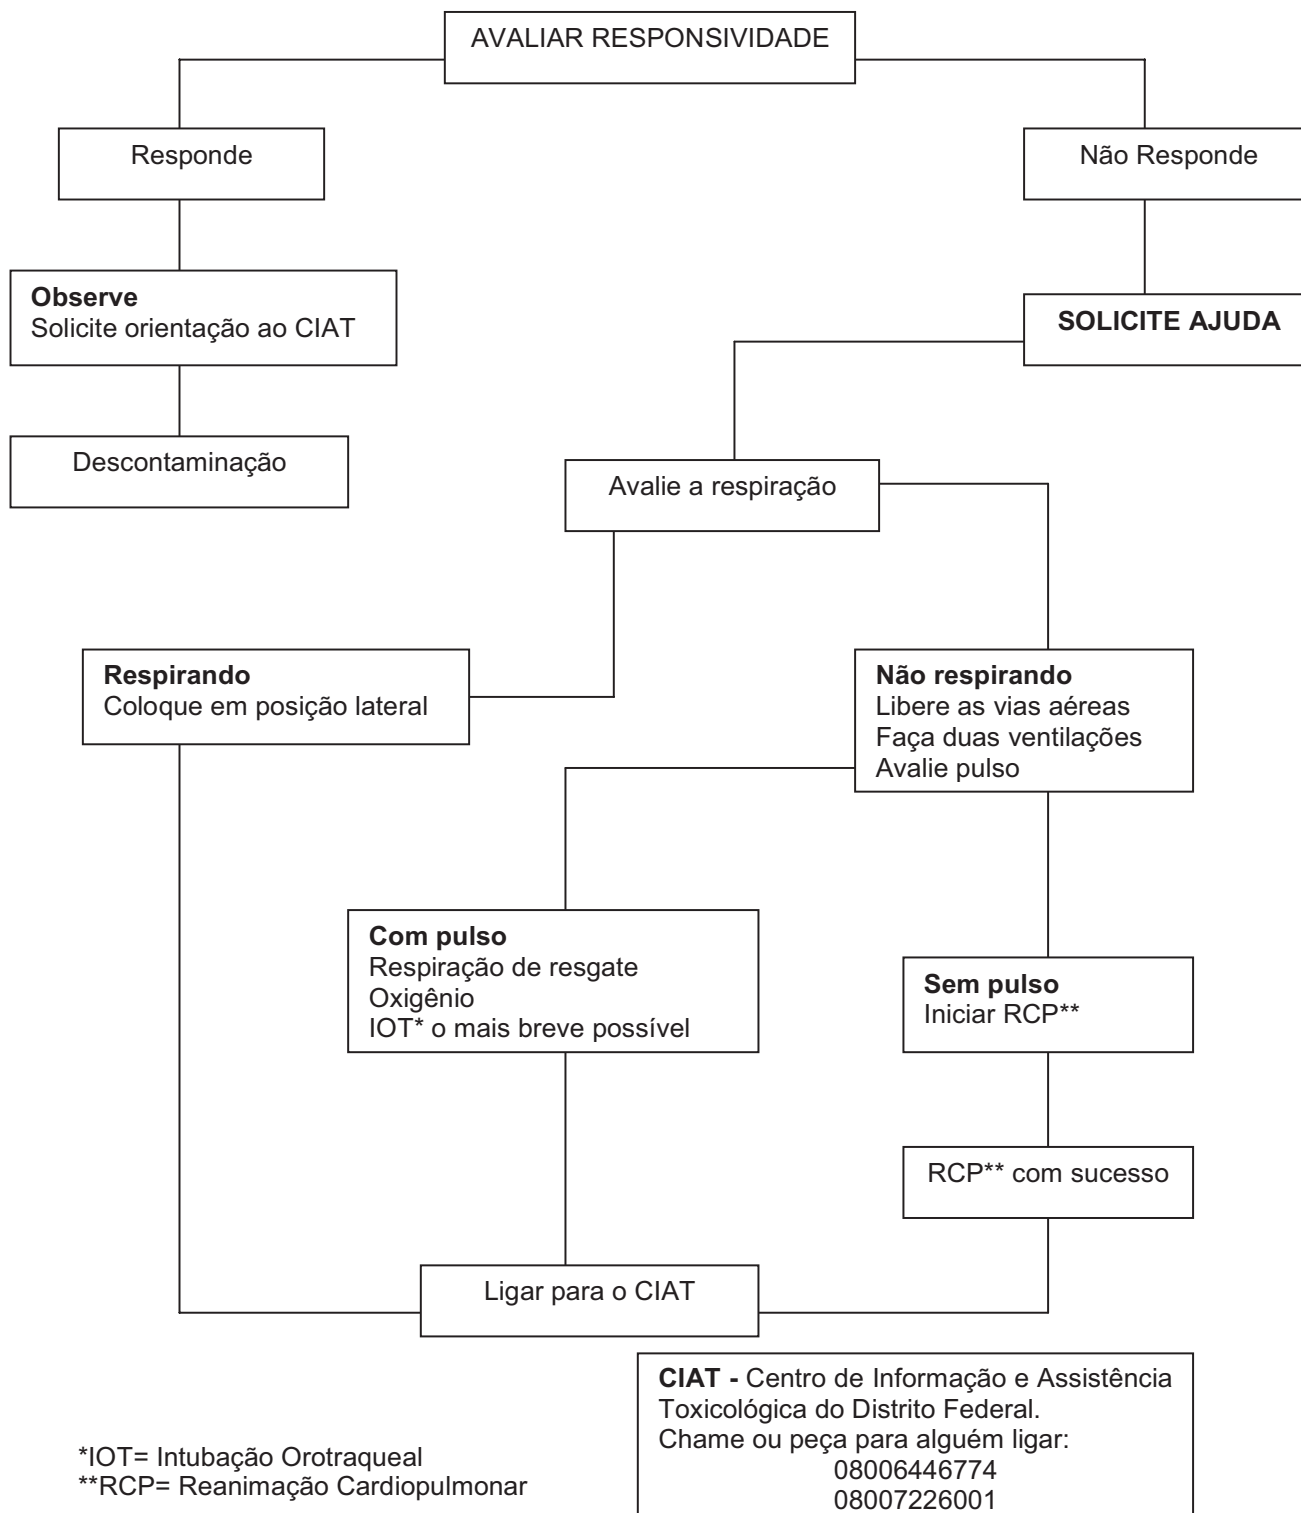 AVALIAR RESPONSIVIDADE
Responde
Não Responde
Observe
Solicite orientação ao CIAT
SOLICITE AJUDA
Descontaminação
Avalie a respiração
Respirando
Coloque em posição lateral
Não respirando
Libere as vias aéreas
Faça duas ventilações
Avalie pulso
Com pulso
Respiração de resgate
Oxigênio
IOT* o mais breve possível
Sem pulso
Iniciar RCP**
RCP** com sucesso
Ligar para o CIAT
CIAT - Centro de Informação e Assistência
Toxicológica do Distrito Federal.
Chame ou peça para alguém ligar:
08006446774
08007226001
*IOT= Intubação Orotraqueal
**RCP= Reanimação Cardiopulmonar